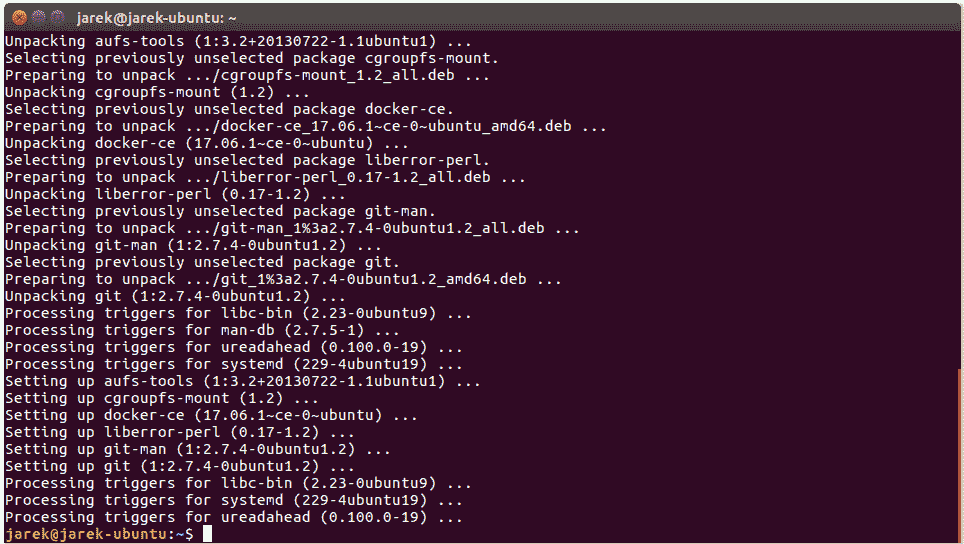 jarek@jarek-ubuntu: ~
Unpacking aufs-tools (1:3.2+20130722-1.1ubuntu1) ...
Selecting previously unselected package cgroupfs-mount.
Preparing to unpack .../cgroupfs-mount_1.2_all.deb ...
Unpacking cgroupfs-mount (1.2) ...
Selecting previously unselected package docker-ce.
Preparing to unpack .../docker-ce_17.06.1~ce-0~ubuntu_amd64.deb ...
Unpacking docker-ce (17.06.1~ce-0~ubuntu) ...
Selecting previously unselected package liberror-perl.
Preparing to unpack .../liberror-perl_0.17-1.2_all.deb ...
Unpacking liberror-perl (0.17-1.2) ...
Selecting previously unselected package git-man.
Preparing to unpack .../git-man_1%3a2.7.4-0ubuntu1.2_all.deb ...
Unpacking git-man (1:2.7.4-0ubuntu1.2) ...
Selecting previously unselected package git.
Preparing to unpack .../git_1%3a2.7.4-0ubuntu1.2_amd64.deb ...
Unpacking git (1:2.7.4-0ubuntu1.2) ...
Processing triggers for libc-bin (2.23-0ubuntu9) ...
Processing triggers for man-db (2.7.5-1) ...
Processing triggers for ureadahead (0.100.0-19) ...
Processing triggers for systemd (229-4ubuntu19) ...
Setting up aufs-tools (1:3.2+20130722-1.1ubuntu1) ...
Setting up cgroupfs-mount (1.2) ...
Setting up docker-ce (17.06.1~ce-0~ubuntu) ...
Setting up liberror-perl (0.17-1.2) ...
Setting up git-man (1:2.7.4-0ubuntu1.2) ...
Setting up git (1:2.7.4-0ubuntu1.2) ...
Processing triggers for libc-bin (2.23-0ubuntu9) ...
Processing triggers for systemd (229-4ubuntu19) ...
Processing triggers for ureadahead (0.100.0-19) ...
jarek@jarek-ubuntu:~$